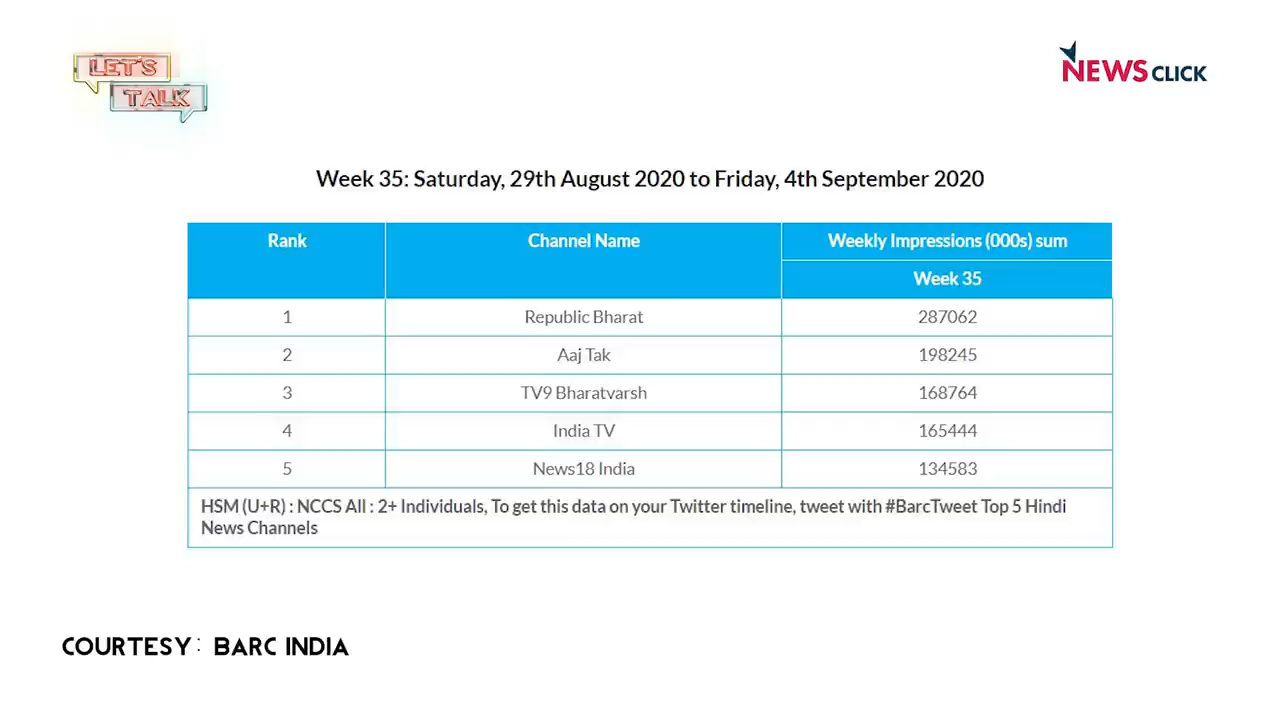 LET'S
TALK
NEWSCLICK
Week 35: Saturday, 29th August 2020 to Friday, 4th September 2020
Rank Channel Name Weekly Impressions (000s) sum
Week 35
1 Republic Bharat 287062
2 Aaj Tak 198245
3 TV9 Bharatvarsh 168764
4 India TV 165444
5 News18 India 134583
HSM (U+R) : NCCS All : 2+ Individuals, To get this data on your Twitter timeline, tweet with #BarcTweet Top 5 Hindi
News Channels
COURTESY: BARC INDIA